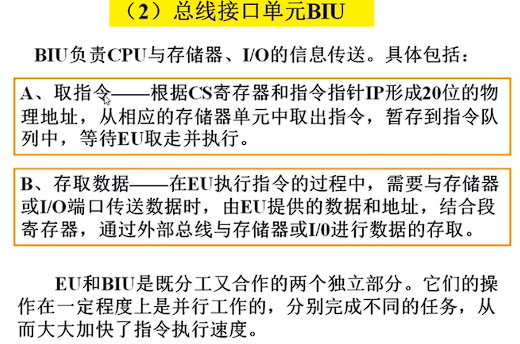 （2）总线接口单元BIU
BIU负责CPU与存储器、I/O的信息传送。具体包括：
A、取指令——根据CS寄存器和指令指针IP形成20位的物
理地址，从相应的存储器单元中取出指令，暂存到指令队
列中，等待EU取走并执行。
B、存取数据——在EU执行指令的过程中，需要与存储器
或I/O端口传送数据时，由EU提供的数据和地址，结合段
寄存器，通过外部总线与存储器或I/0进行数据的存取。
EU和BIU是既分工又合作的两个独立部分。它们的操
作在一定程度上是并行工作的，分别完成不同的任务，从
而大大加快了指令执行速度。